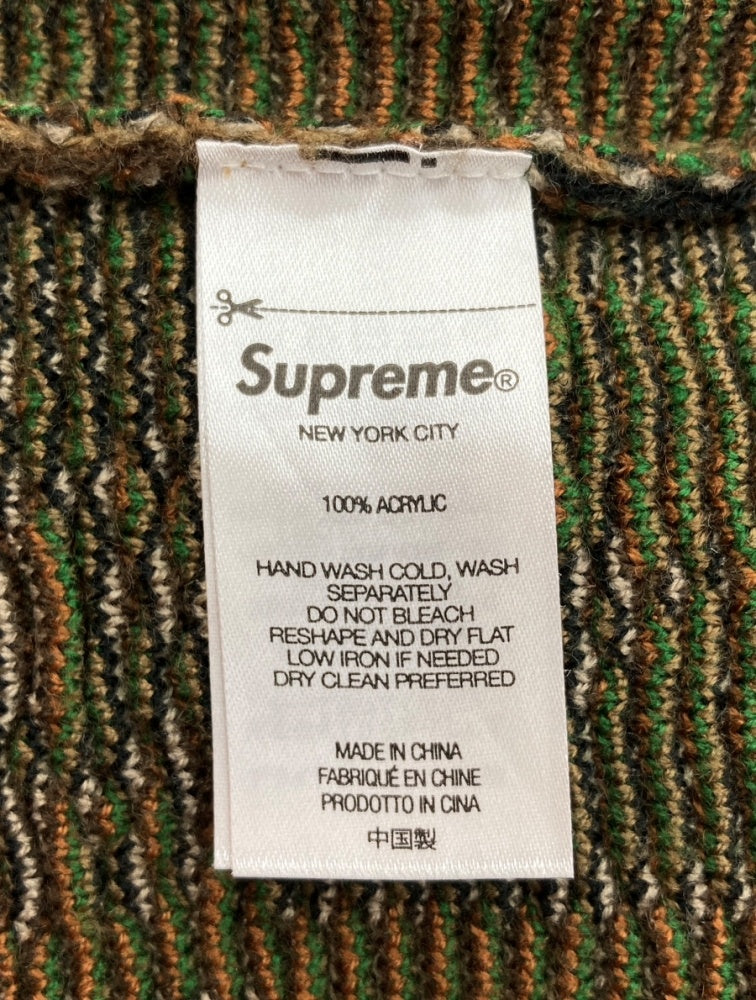 Supreme®
NEW YORK CITY
100% ACRYLIC
HAND WASH COLD, WASH
SEPARATELY
DO NOT BLEACH
RESHAPE AND DRY FLAT
LOW IRON IF NEEDED
DRY CLEAN PREFERRED
MADE IN CHINA
FABRIQUÉ EN CHINE
PRODOTTO IN CINA
中国製